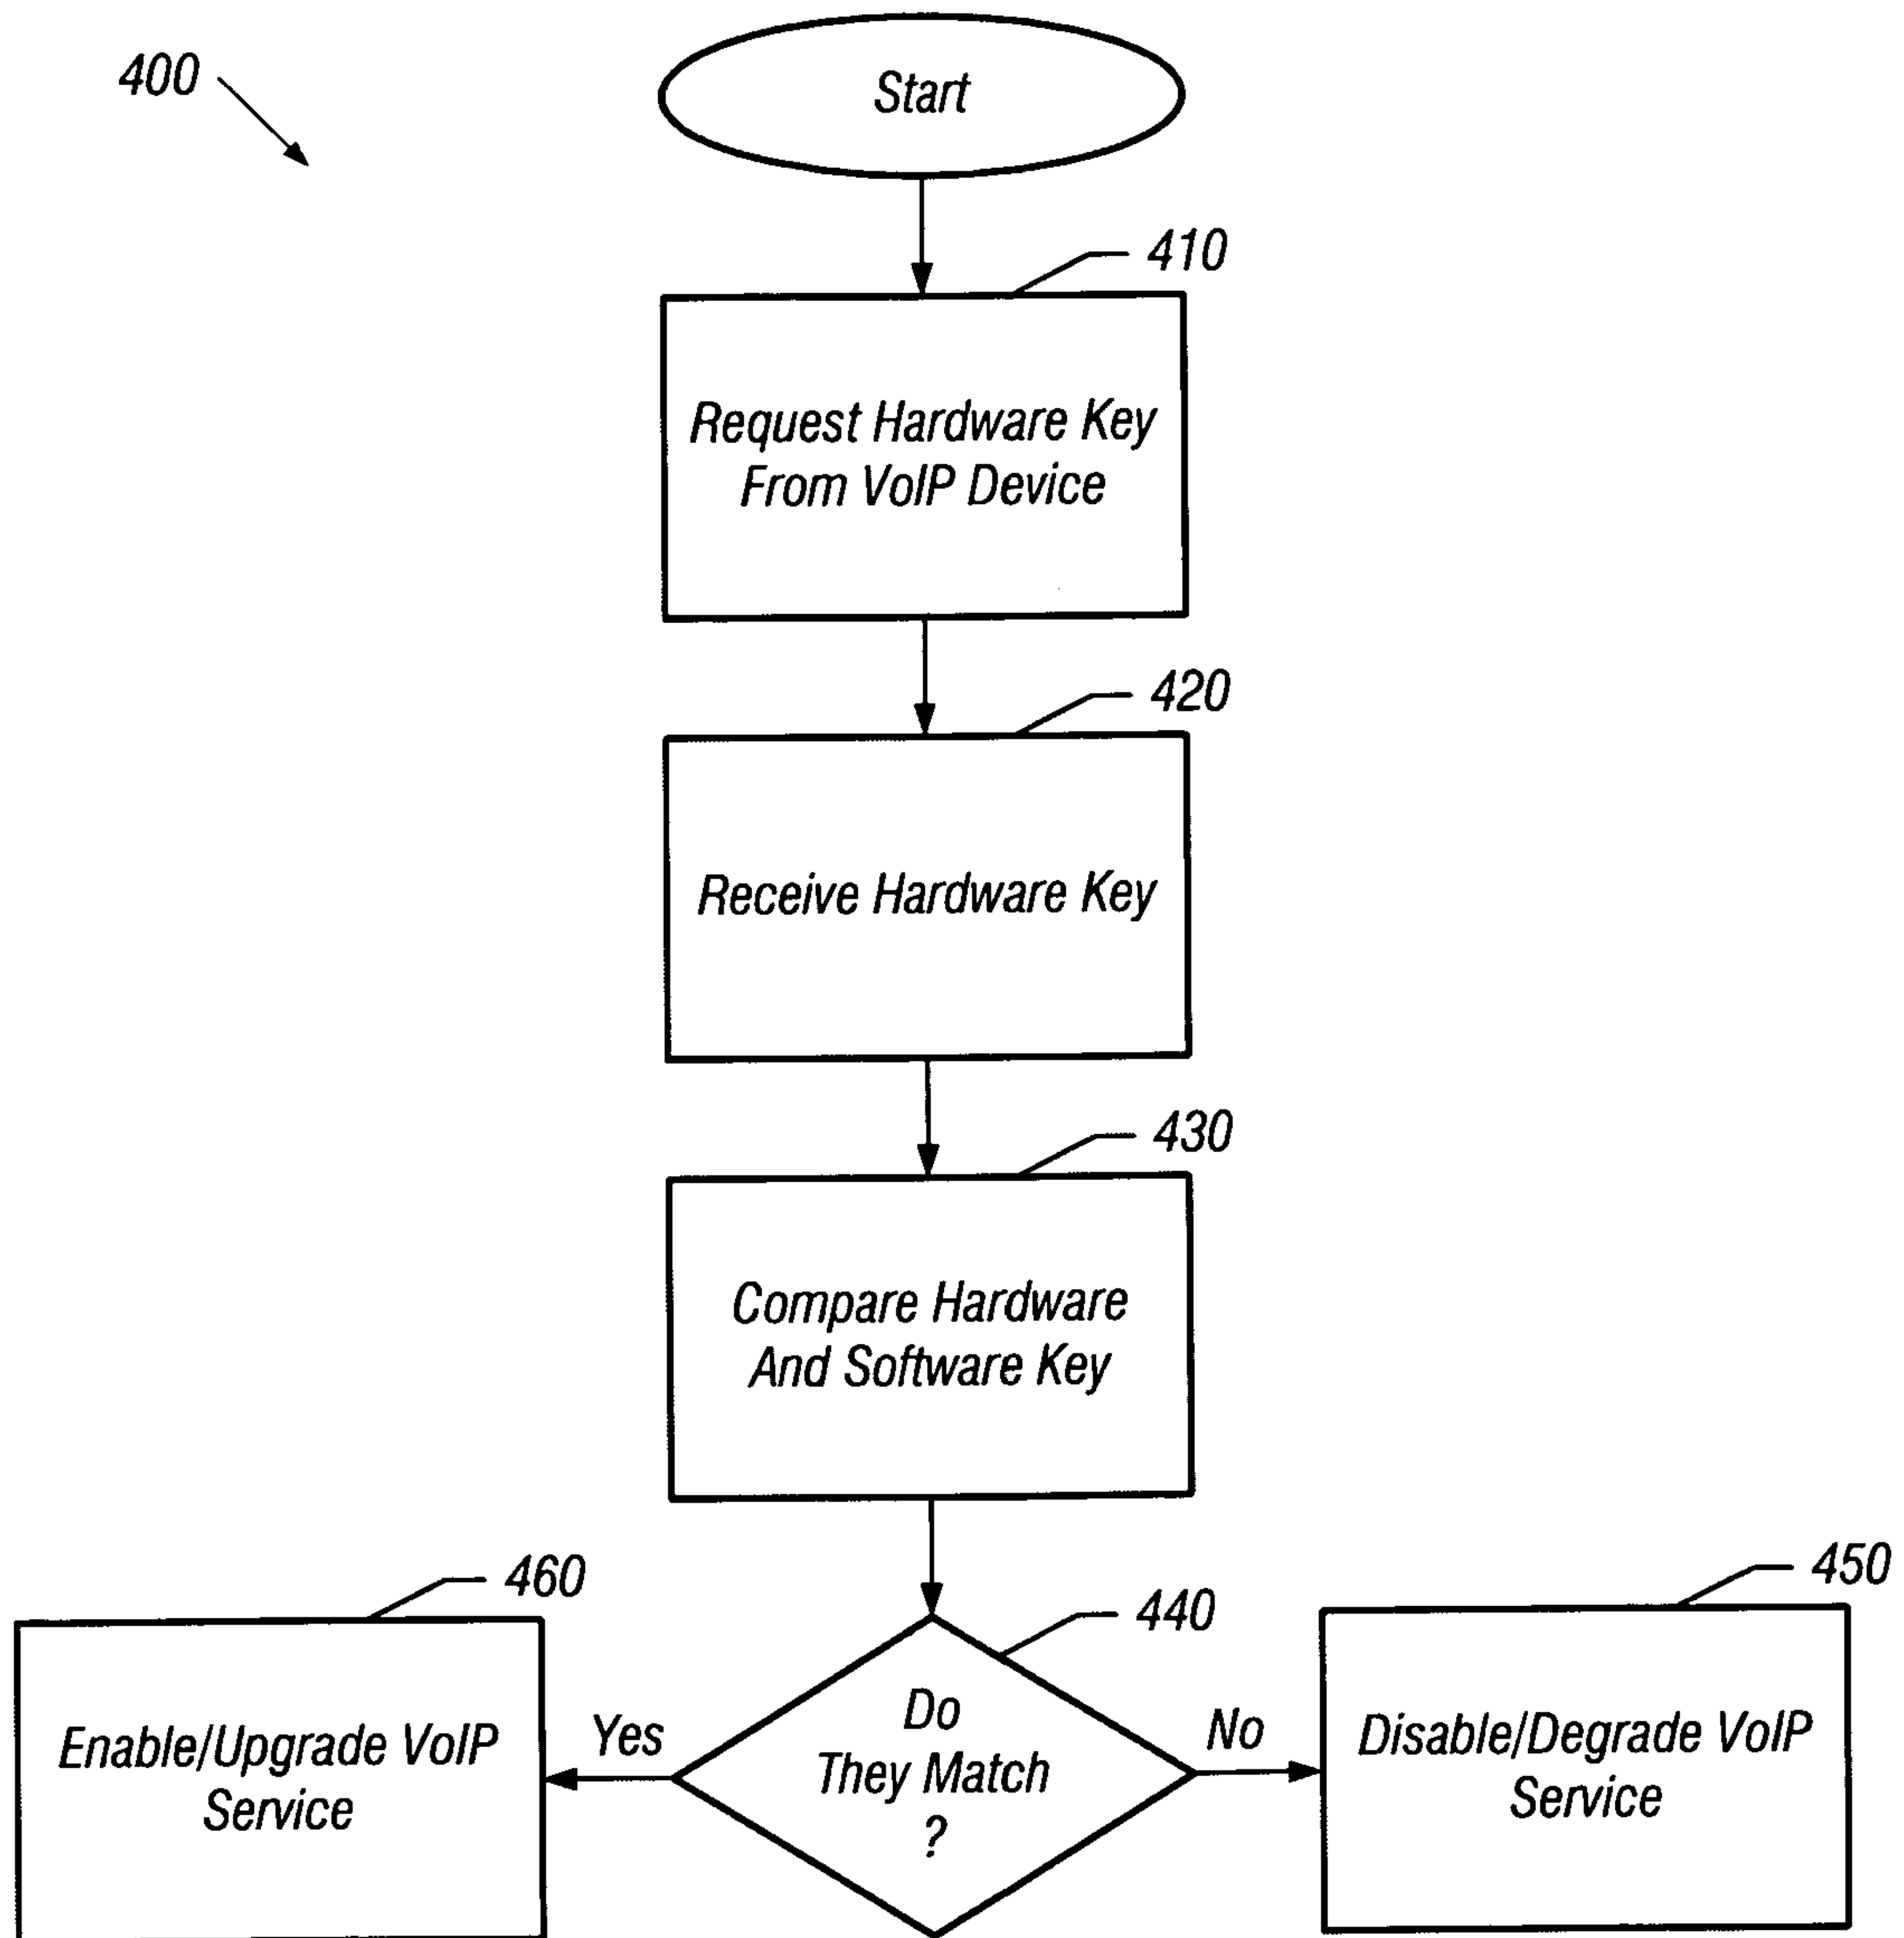 400
Start
410
Request Hardware Key
From VoIP Device
420
Receive Hardware Key
430
Compare Hardware
And Software Key
440
Do
They Match
?
Yes
460
Enable/Upgrade VoIP
Service
No
450
Disable/Degrade VoIP
Service